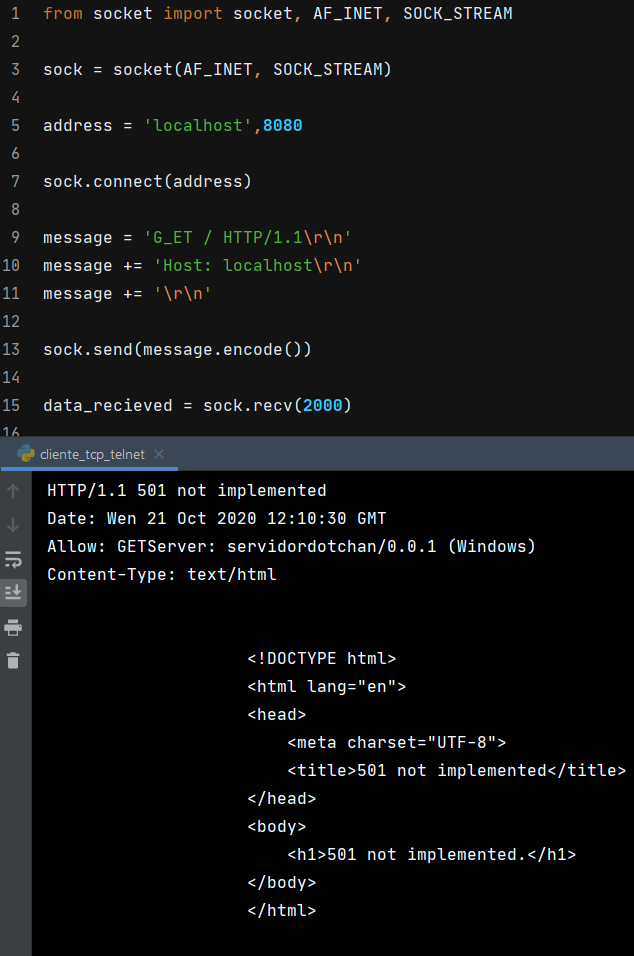 1 from socket import socket, AF_INET, SOCK_STREAM
2
3 sock = socket(AF_INET, SOCK_STREAM)
4
5 address = 'localhost',8080
6
7 sock.connect(address)
8
9 message = 'G_ET / HTTP/1.1\r\n'
10 message += 'Host: localhost\r\n'
11 message += '\r\n'
12
13 sock.send(message.encode())
14
15 data_recieved = sock.recv(2000)
16
cliente_tcp_telnet
HTTP/1.1 501 not implemented
Date: Wen 21 Oct 2020 12:10:30 GMT
Allow: GETServer: servidordotchan/0.0.1 (Windows)
Content-Type: text/html
<!DOCTYPE html>
<html lang="en">
<head>
<meta charset="UTF-8">
<title>501 not implemented</title>
</head>
<body>
<h1>501 not implemented.</h1>
</body>
</html>